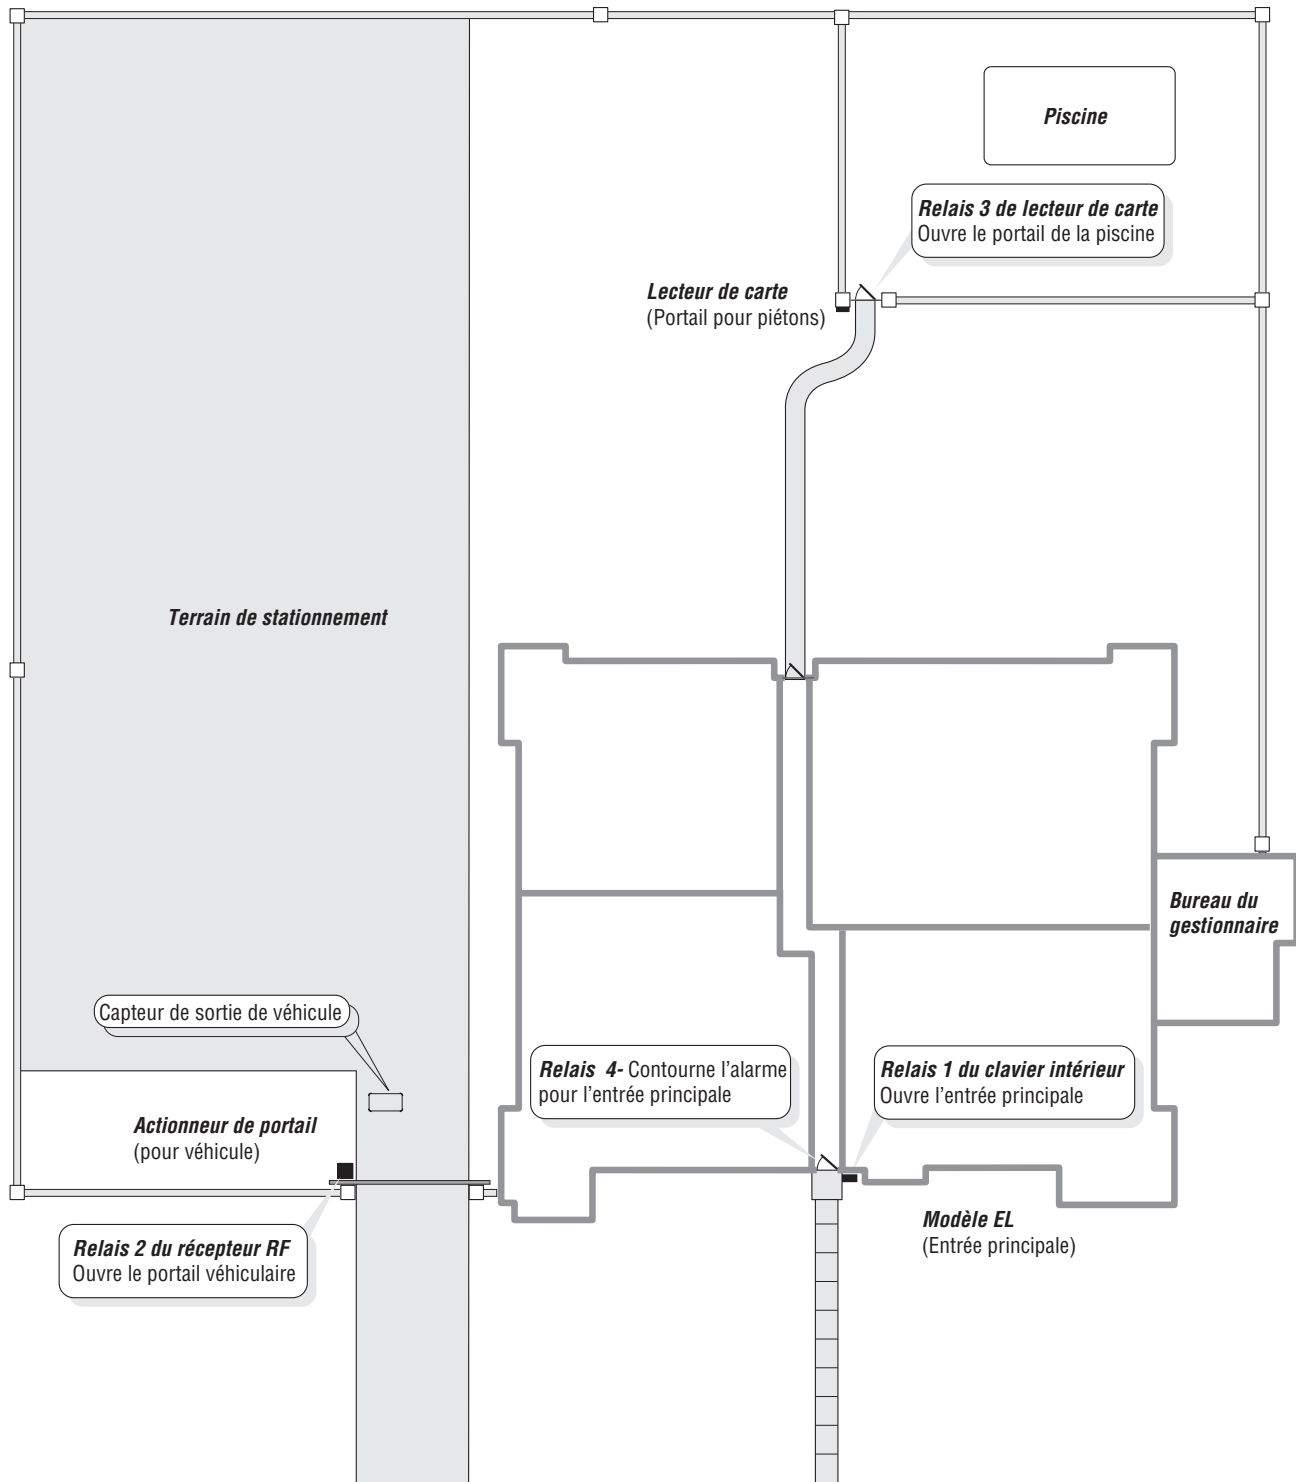 Piscine
Relais 3 de lecteur de carte
Ouvre le portail de la piscine
Lecteur de carte
(Portail pour piétons)
Terrain de stationnement
Bureau du
gestionnaire
Capteur de sortie de véhicule
Relais 4- Contourne l’alarme
pour l’entrée principale
Relais 1 du clavier intérieur
Ouvre l’entrée principale
Actionneur de portail
(pour véhicule)
Modèle EL
(Entrée principale)
Relais 2 du récepteur RF
Ouvre le portail véhiculaire